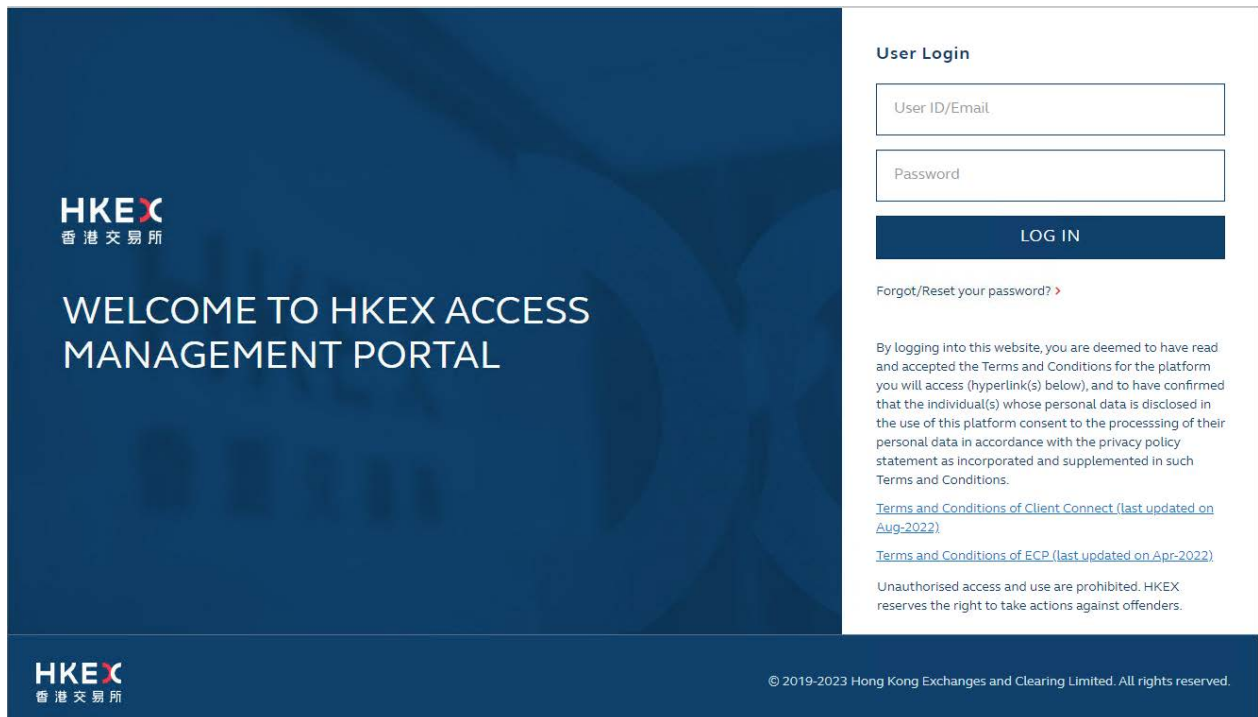 HKEX
香港交易所
WELCOME TO HKEX ACCESS
MANAGEMENT PORTAL
User Login
User ID/Email
Password
LOG IN
Forgot/Reset your password? >
By logging into this website, you are deemed to have read
and accepted the Terms and Conditions for the platform
you will access (hyperlink(s) below), and to have confirmed
that the individual(s) whose personal data is disclosed in
the use of this platform consent to the processsing of their
personal data in accordance with the privacy policy
statement as incorporated and supplemented in such
Terms and Conditions.
Terms and Conditions of Client Connect (last updated on
Aug-2022)
Terms and Conditions of ECP (last updated on Apr-2022)
Unauthorised access and use are prohibited. HKEX
reserves the right to take actions against offenders.
HKEX
香港交易所
© 2019-2023 Hong Kong Exchanges and Clearing Limited. All rights reserved.